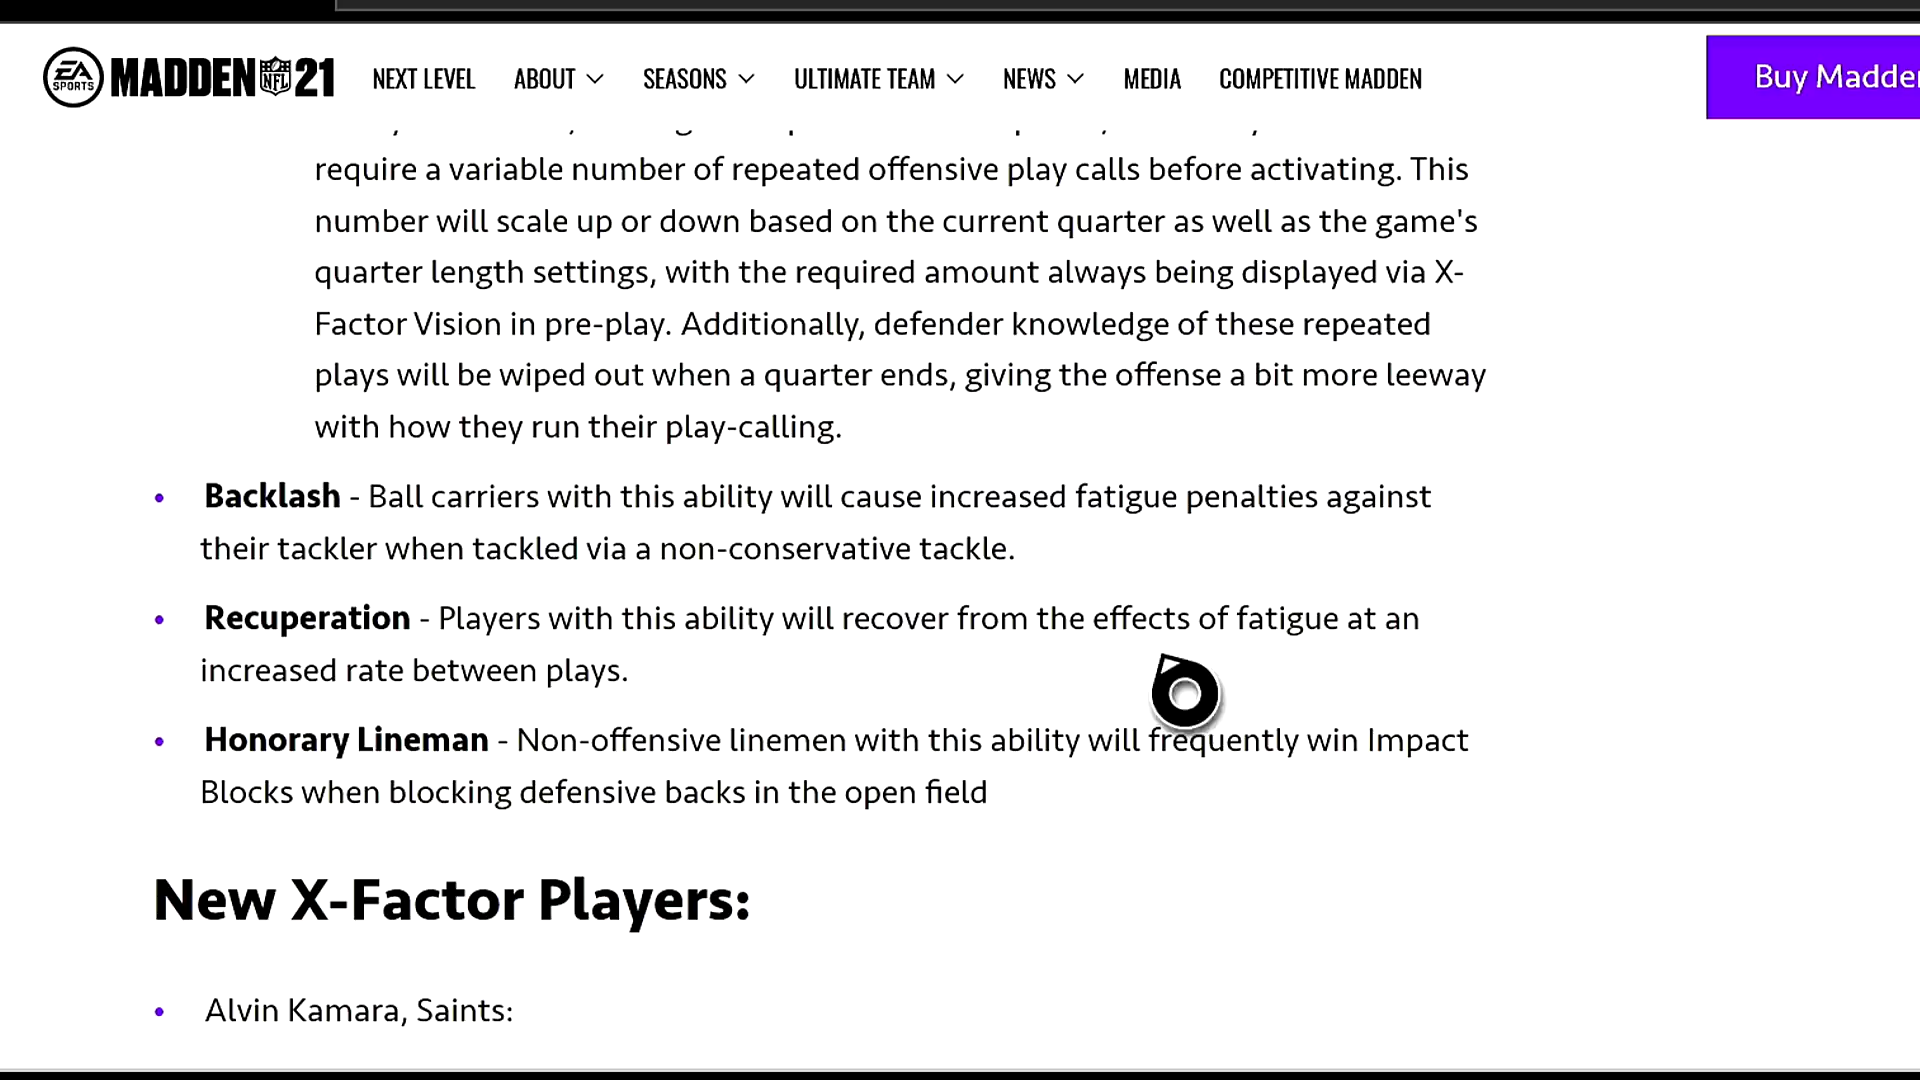 EA SPORTS MADDEN NFL 21 NEXT LEVEL ABOUT SEASONS ULTIMATE TEAM NEWS MEDIA COMPETITIVE MADDEN Buy Madde
require a variable number of repeated offensive play calls before activating. This
number will scale up or down based on the current quarter as well as the game's
quarter length settings, with the required amount always being displayed via X-
Factor Vision in pre-play. Additionally, defender knowledge of these repeated
plays will be wiped out when a quarter ends, giving the offense a bit more leeway
with how they run their play-calling.
• Backlash - Ball carriers with this ability will cause increased fatigue penalties against
their tackler when tackled via a non-conservative tackle.
• Recuperation - Players with this ability will recover from the effects of fatigue at an
increased rate between plays.
• Honorary Lineman - Non-offensive linemen with this ability will frequently win Impact
Blocks when blocking defensive backs in the open field
New X-Factor Players:
• Alvin Kamara, Saints: